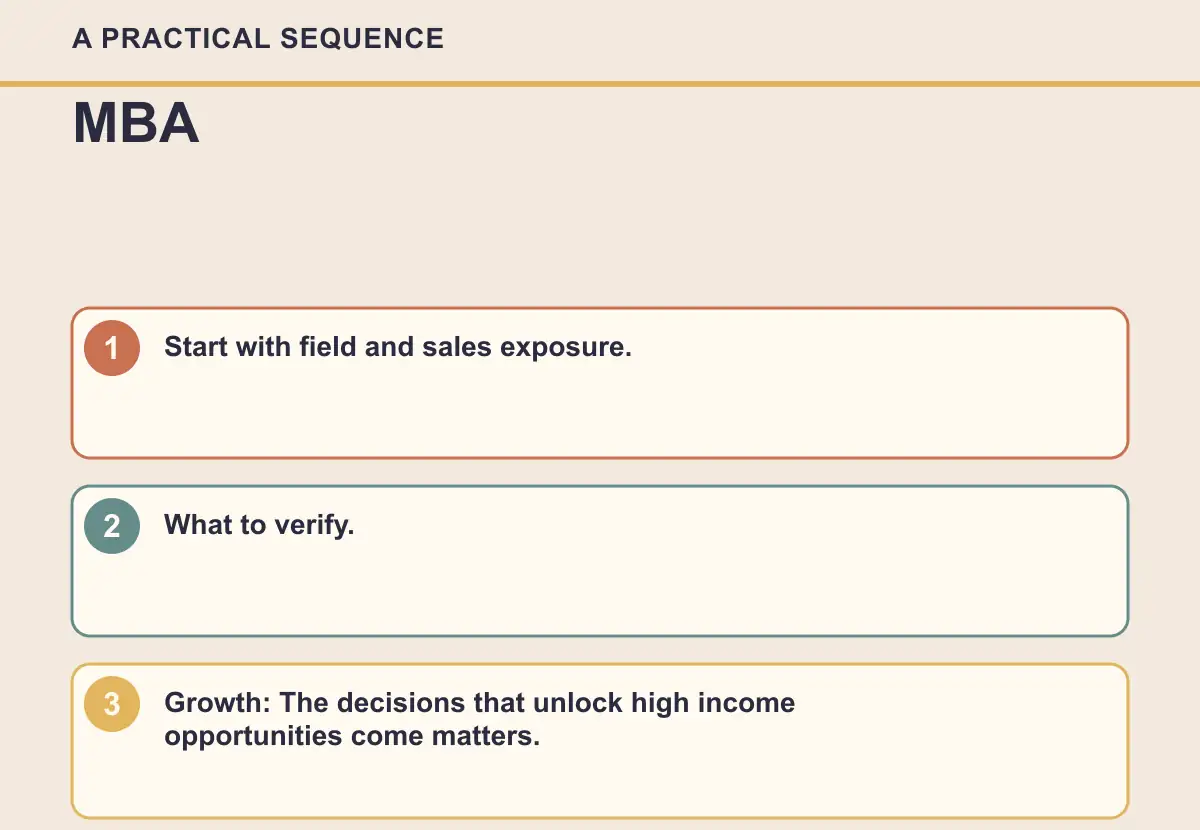 A PRACTICAL SEQUENCE
MBA
1
Start with field and sales exposure.
2
What to verify.
3
Growth: The decisions that unlock high income
opportunities come matters.